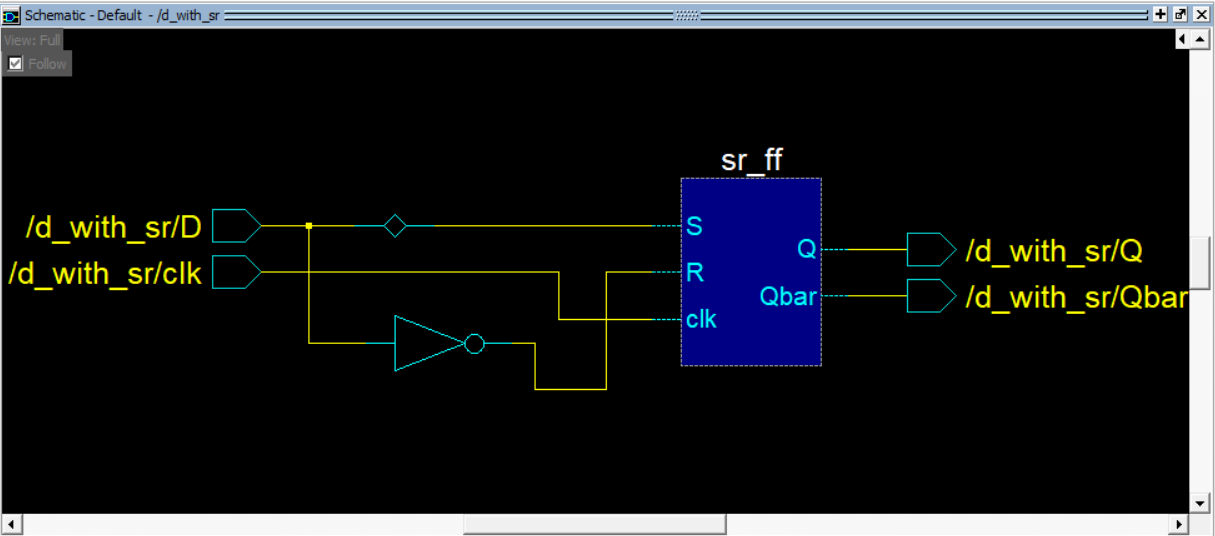 Schematic - Default - /d_with_sr
View: Full
Follow
sr_ff
/d_with_sr/D
S
/d_with_sr/clk
R
clk
Q
Qbar
/d_with_sr/Q
/d_with_sr/Qbar